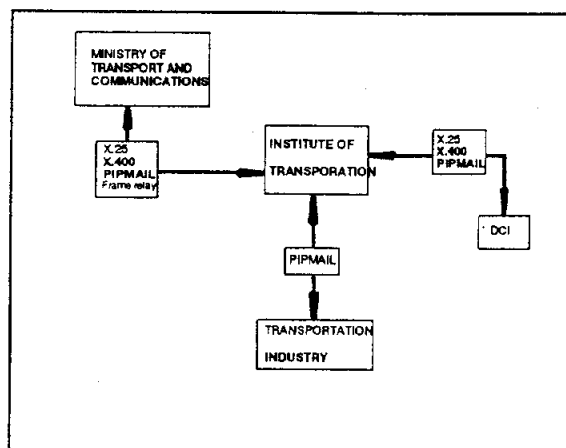 MINISTRY OF
TRANSPORT AND
COMMUNICATIONS
X.25
X.400
PIPMAIL
Frame relay
INSTITUTE OF
TRANSPORATION
X.25
X.400
PIPMAIL
DCI
PIPMAIL
TRANSPORTATION
INDUSTRY